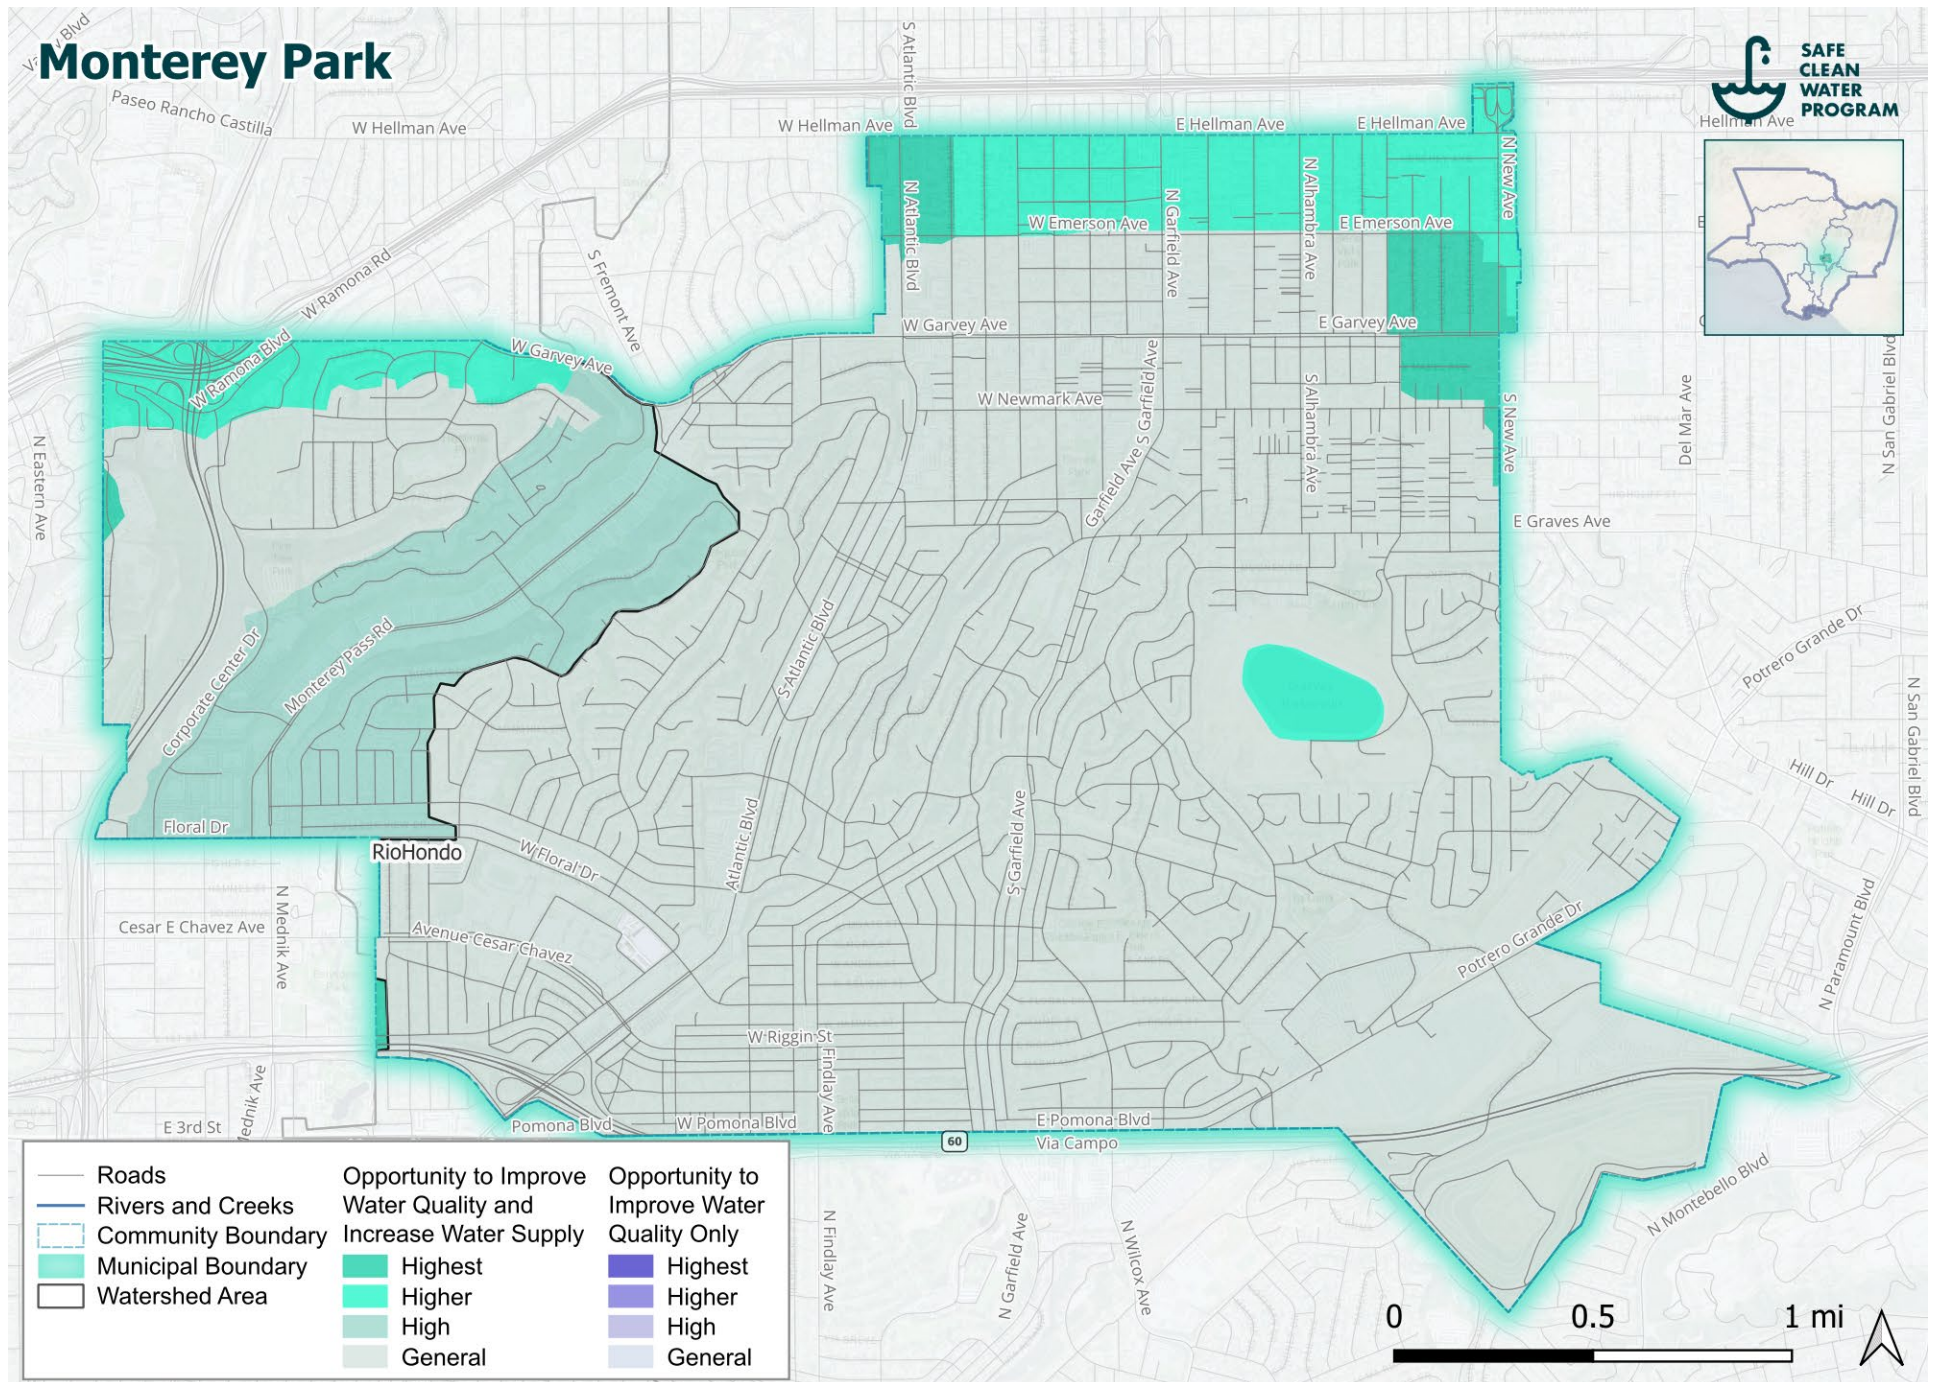 Monterey Park
SAFE
CLEAN
WATER
PROGRAM
S Atlantic Blvd
Paseo Rancho Castilla
W Hellman Ave
W Hellman Ave
E Hellman Ave
E Hellman Ave
Hellman Ave
N New Ave
N Atlantic Blvd
N Garfield Ave
N Alhambra Ave
W Emerson Ave
E Emerson Ave
W Ramona Rd
S Fremont Ave
W Garvey Ave
E Garvey Ave
W Ramona Blvd
W Garvey Ave
W Newmark Ave
S Garfield Ave
Garfield Ave
S Alhambra Ave
S New Ave
Del Mar Ave
N San Gabriel Blvd
N Eastern Ave
E Graves Ave
Corporate Center Dr
Monterey Pass Rd
S Atlantic Blvd
Potrero Grande Dr
N San Gabriel Blvd
Hill Dr
Hill Dr
Floral Dr
RioHondo
W Floral Dr
Atlantic Blvd
S Garfield Ave
Cesar E Chavez Ave
N Mednik Ave
Avenue Cesar Chavez
Potrero Grande Dr
N Paramount Blvd
W Riggin St
Findlay Ave
Mednik Ave
E 3rd St
Pomona Blvd
W Pomona Blvd
E Pomona Blvd
60
Via Campo
N Findlay Ave
N Garfield Ave
N Wilcox Ave
N Montebello Blvd
Roads
Rivers and Creeks
Community Boundary
Municipal Boundary
Watershed Area
Opportunity to Improve
Water Quality and
Increase Water Supply
Highest
Higher
High
General
Opportunity to
Improve Water
Quality Only
Highest
Higher
High
General
0 0.5 1 mi